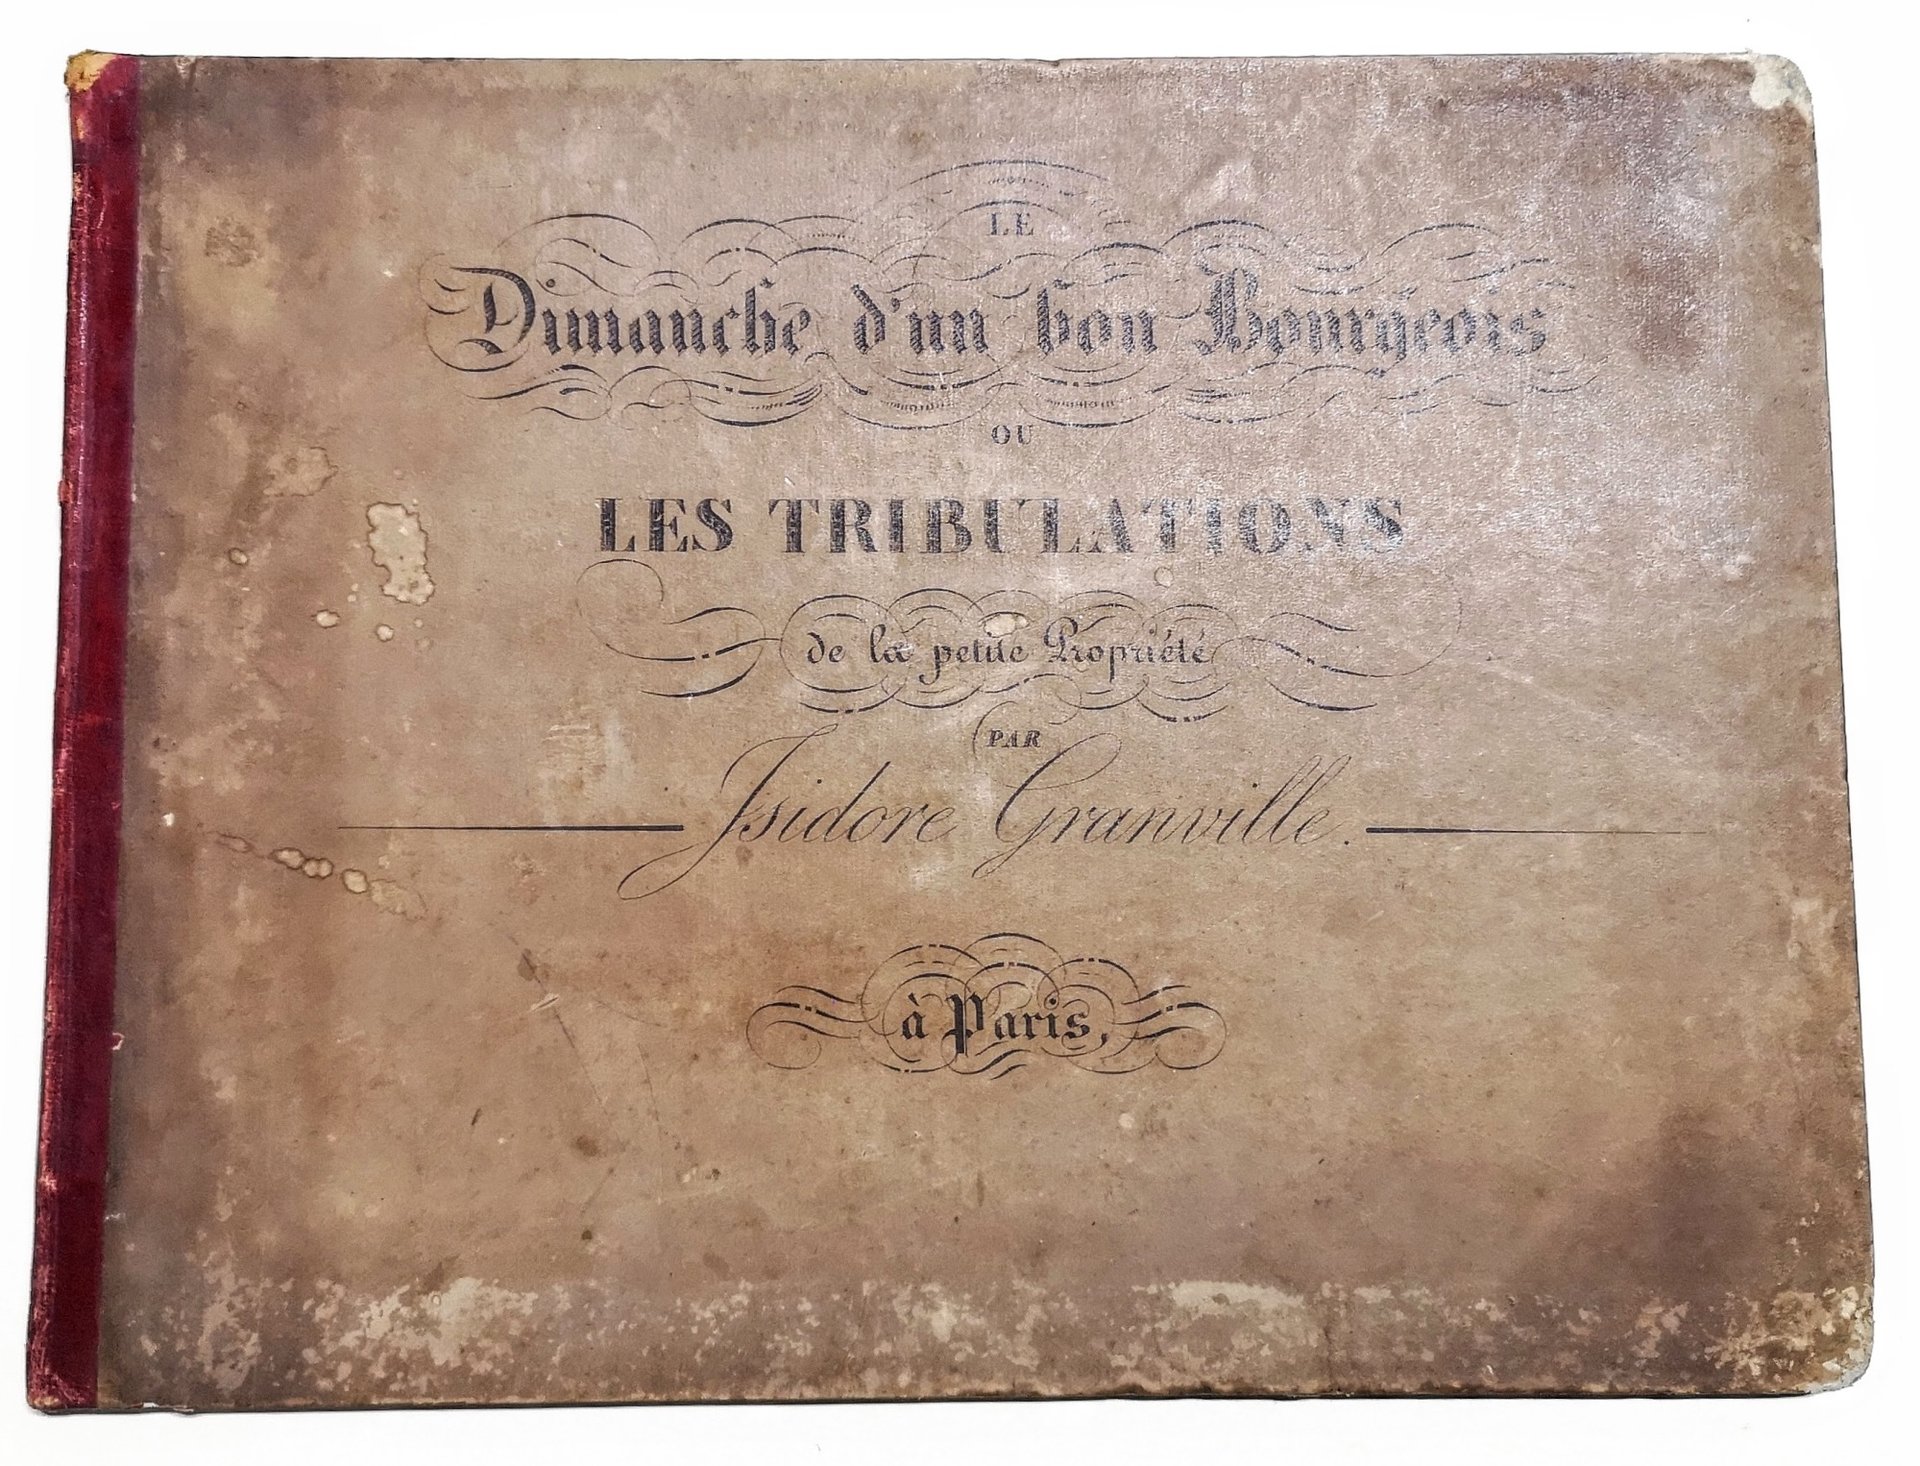 LE
Dimanche d'un bon Bourgeois
OU
LES TRIBULATIONS
de la petite Propriété
PAR
Isidore Granville.
à Paris,